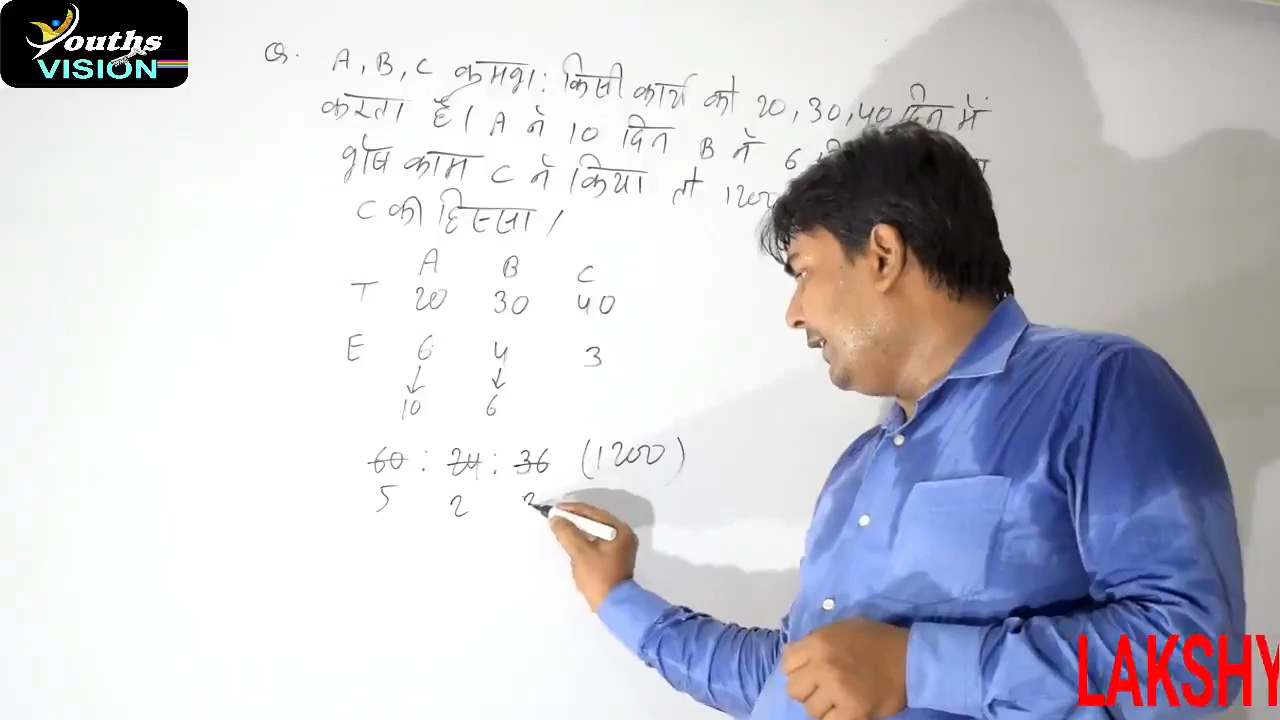 Youths
VISION
Q. A, B, C क्रमश: किसी कार्य को 20, 30, 40 दिन में
करता है। A ने 10 दिन B ने 6
शेष काम C ने किया तो 1200
C की हिस्सा।
A B C
T 20 30 40
E 6 4 3
10 6
60 : 24 : 36 (1200)
5 2
LAKSHY